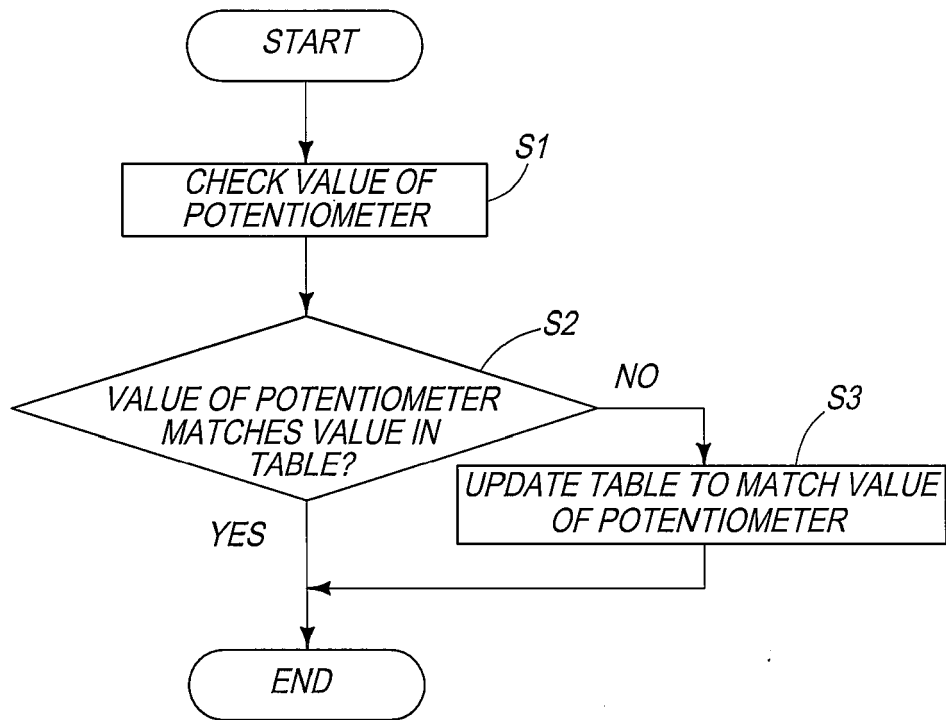 START
S1
CHECK VALUE OF
POTENTIOMETER
S2
VALUE OF POTENTIOMETER
MATCHES VALUE IN
TABLE?
NO
S3
UPDATE TABLE TO MATCH VALUE
OF POTENTIOMETER
YES
END